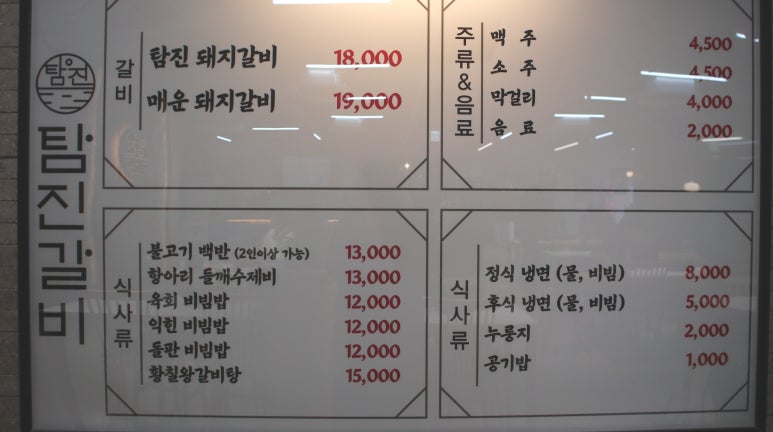 탐진
탐진갈비
갈비
탐진 돼지갈비 18,000
매운 돼지갈비 19,000
주류&음료
맥 주 4,500
소 주 4,500
막걸리 4,000
음 료 2,000
식사류
불고기 백반 (2인이상 가능) 13,000
항아리 들깨수제비 13,000
육회 비빔밥 12,000
익힌 비빔밥 12,000
돌판 비빔밥 12,000
황칠왕갈비탕 15,000
식사류
정식 냉면 (물, 비빔) 8,000
후식 냉면 (물, 비빔) 5,000
누룽지 2,000
공기밥 1,000